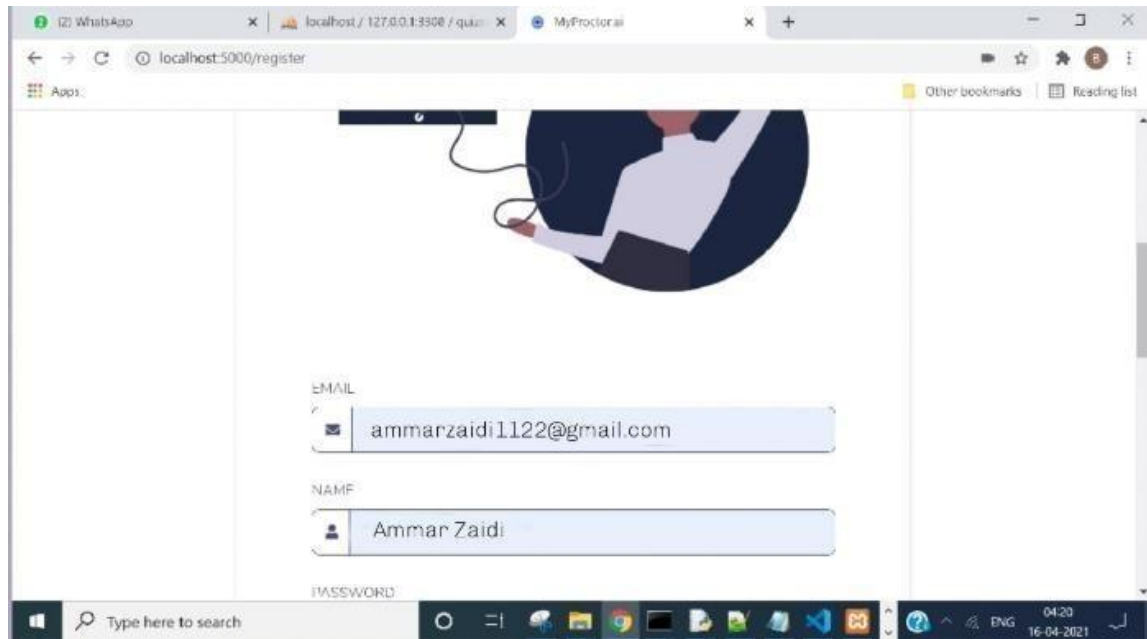 (2) WhatsApp
localhost / 127.0.0.1:3308 /
MyProctor.ai
localhost:5000/register
B
Apps
Other bookmarks
Reading list
EMAIL
ammarzaidi1122@gmail.com
NAME
Ammar Zaidi
PASSWORD
Type here to search
ENG
04:20
16-04-2021